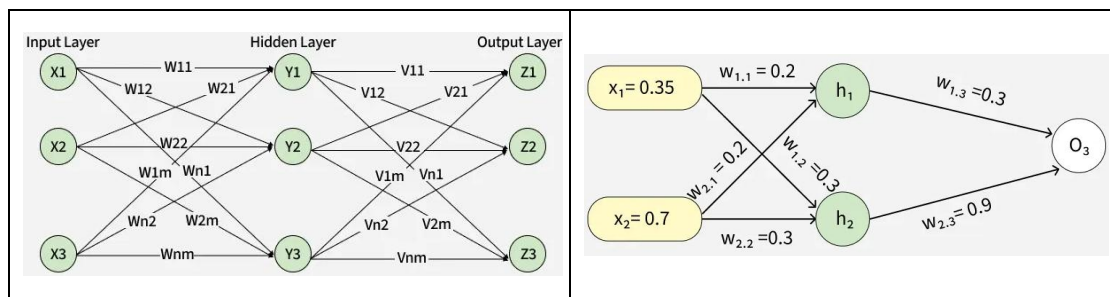 Input Layer Hidden Layer Output Layer
X1 W11 Y1 V11 Z1
W12 W21 V12 V21
X2 W22 Y2 V22 Z2
W1m Wn1 V1m Vn1
Wn2 W2m Vn2 V2m
X3 Wnm Y3 Vnm Z3
x1= 0.35 w1.1 = 0.2 h1
w1.3 =0.3
O3
w2.1 = 0.2 w1.2 =0.3
x2= 0.7 w2.2 =0.3 h2
w2.3= 0.9